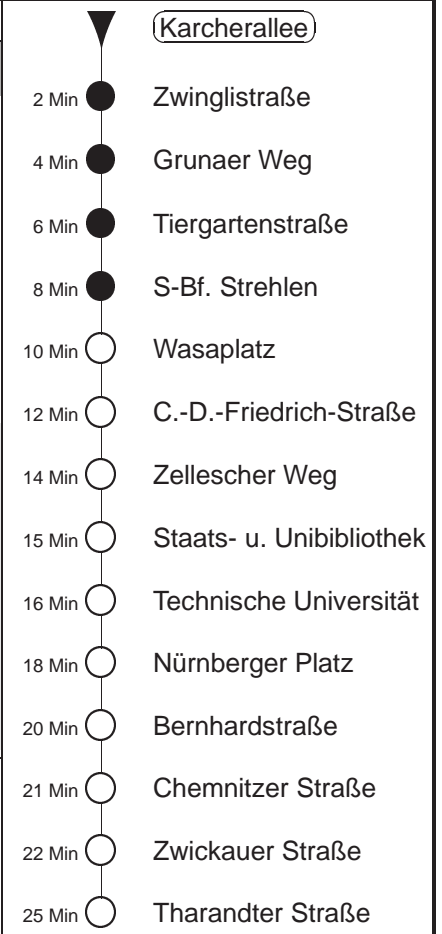 Karcherallee
2 Min Zwinglistraße
4 Min Grunaer Weg
6 Min Tiergartenstraße
8 Min S-Bf. Strehlen
10 Min Wasaplatz
12 Min C.-D.-Friedrich-Straße
14 Min Zellescher Weg
15 Min Staats- u. Unibibliothek
16 Min Technische Universität
18 Min Nürnberger Platz
20 Min Bernhardstraße
21 Min Chemnitzer Straße
22 Min Zwickauer Straße
25 Min Tharandter Straße